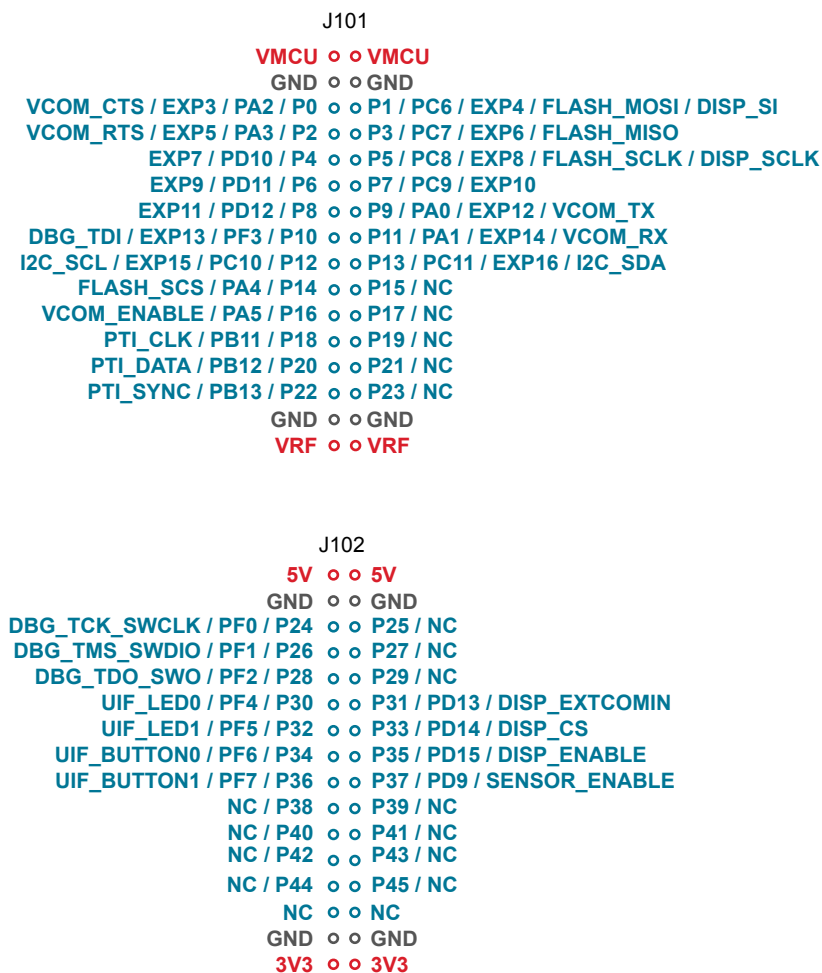 J101
VMCU VMCU
GND GND
VCOM_CTS / EXP3 / PA2 / P0 P1 / PC6 / EXP4 / FLASH_MOSI / DISP_SI
VCOM_RTS / EXP5 / PA3 / P2 P3 / PC7 / EXP6 / FLASH_MISO
EXP7 / PD10 / P4 P5 / PC8 / EXP8 / FLASH_SCLK / DISP_SCLK
EXP9 / PD11 / P6 P7 / PC9 / EXP10
EXP11 / PD12 / P8 P9 / PA0 / EXP12 / VCOM_TX
DBG_TDI / EXP13 / PF3 / P10 P11 / PA1 / EXP14 / VCOM_RX
I2C_SCL / EXP15 / PC10 / P12 P13 / PC11 / EXP16 / I2C_SDA
FLASH_SCS / PA4 / P14 P15 / NC
VCOM_ENABLE / PA5 / P16 P17 / NC
PTI_CLK / PB11 / P18 P19 / NC
PTI_DATA / PB12 / P20 P21 / NC
PTI_SYNC / PB13 / P22 P23 / NC
GND GND
VRF VRF
J102
5V 5V
GND GND
DBG_TCK_SWCLK / PF0 / P24 P25 / NC
DBG_TMS_SWDIO / PF1 / P26 P27 / NC
DBG_TDO_SWO / PF2 / P28 P29 / NC
UIF_LED0 / PF4 / P30 P31 / PD13 / DISP_EXTCOMIN
UIF_LED1 / PF5 / P32 P33 / PD14 / DISP_CS
UIF_BUTTON0 / PF6 / P34 P35 / PD15 / DISP_ENABLE
UIF_BUTTON1 / PF7 / P36 P37 / PD9 / SENSOR_ENABLE
NC / P38 P39 / NC
NC / P40 P41 / NC
NC / P42 P43 / NC
NC / P44 P45 / NC
NC NC
GND GND
3V3 3V3